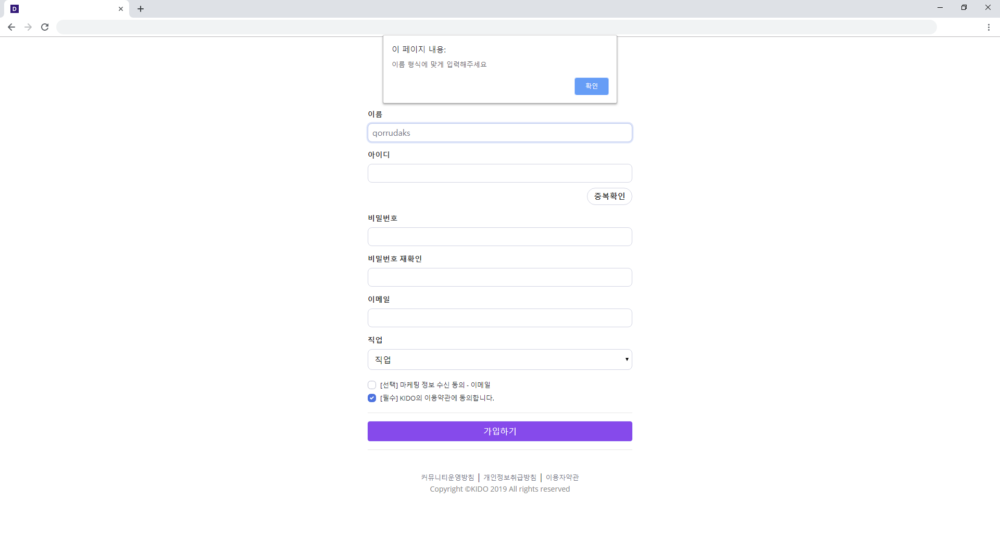 D
이 페이지 내용:
이름 형식에 맞게 입력해주세요
확인
이름
qorrudaks
아이디
중복확인
비밀번호
비밀번호 재확인
이메일
직업
직업
[선택] 마케팅 정보 수신 동의 - 이메일
[필수] KIDO의 이용약관에 동의합니다.
가입하기
커뮤니티운영방침 | 개인정보취급방침 | 이용자약관
Copyright ©KIDO 2019 All rights reserved